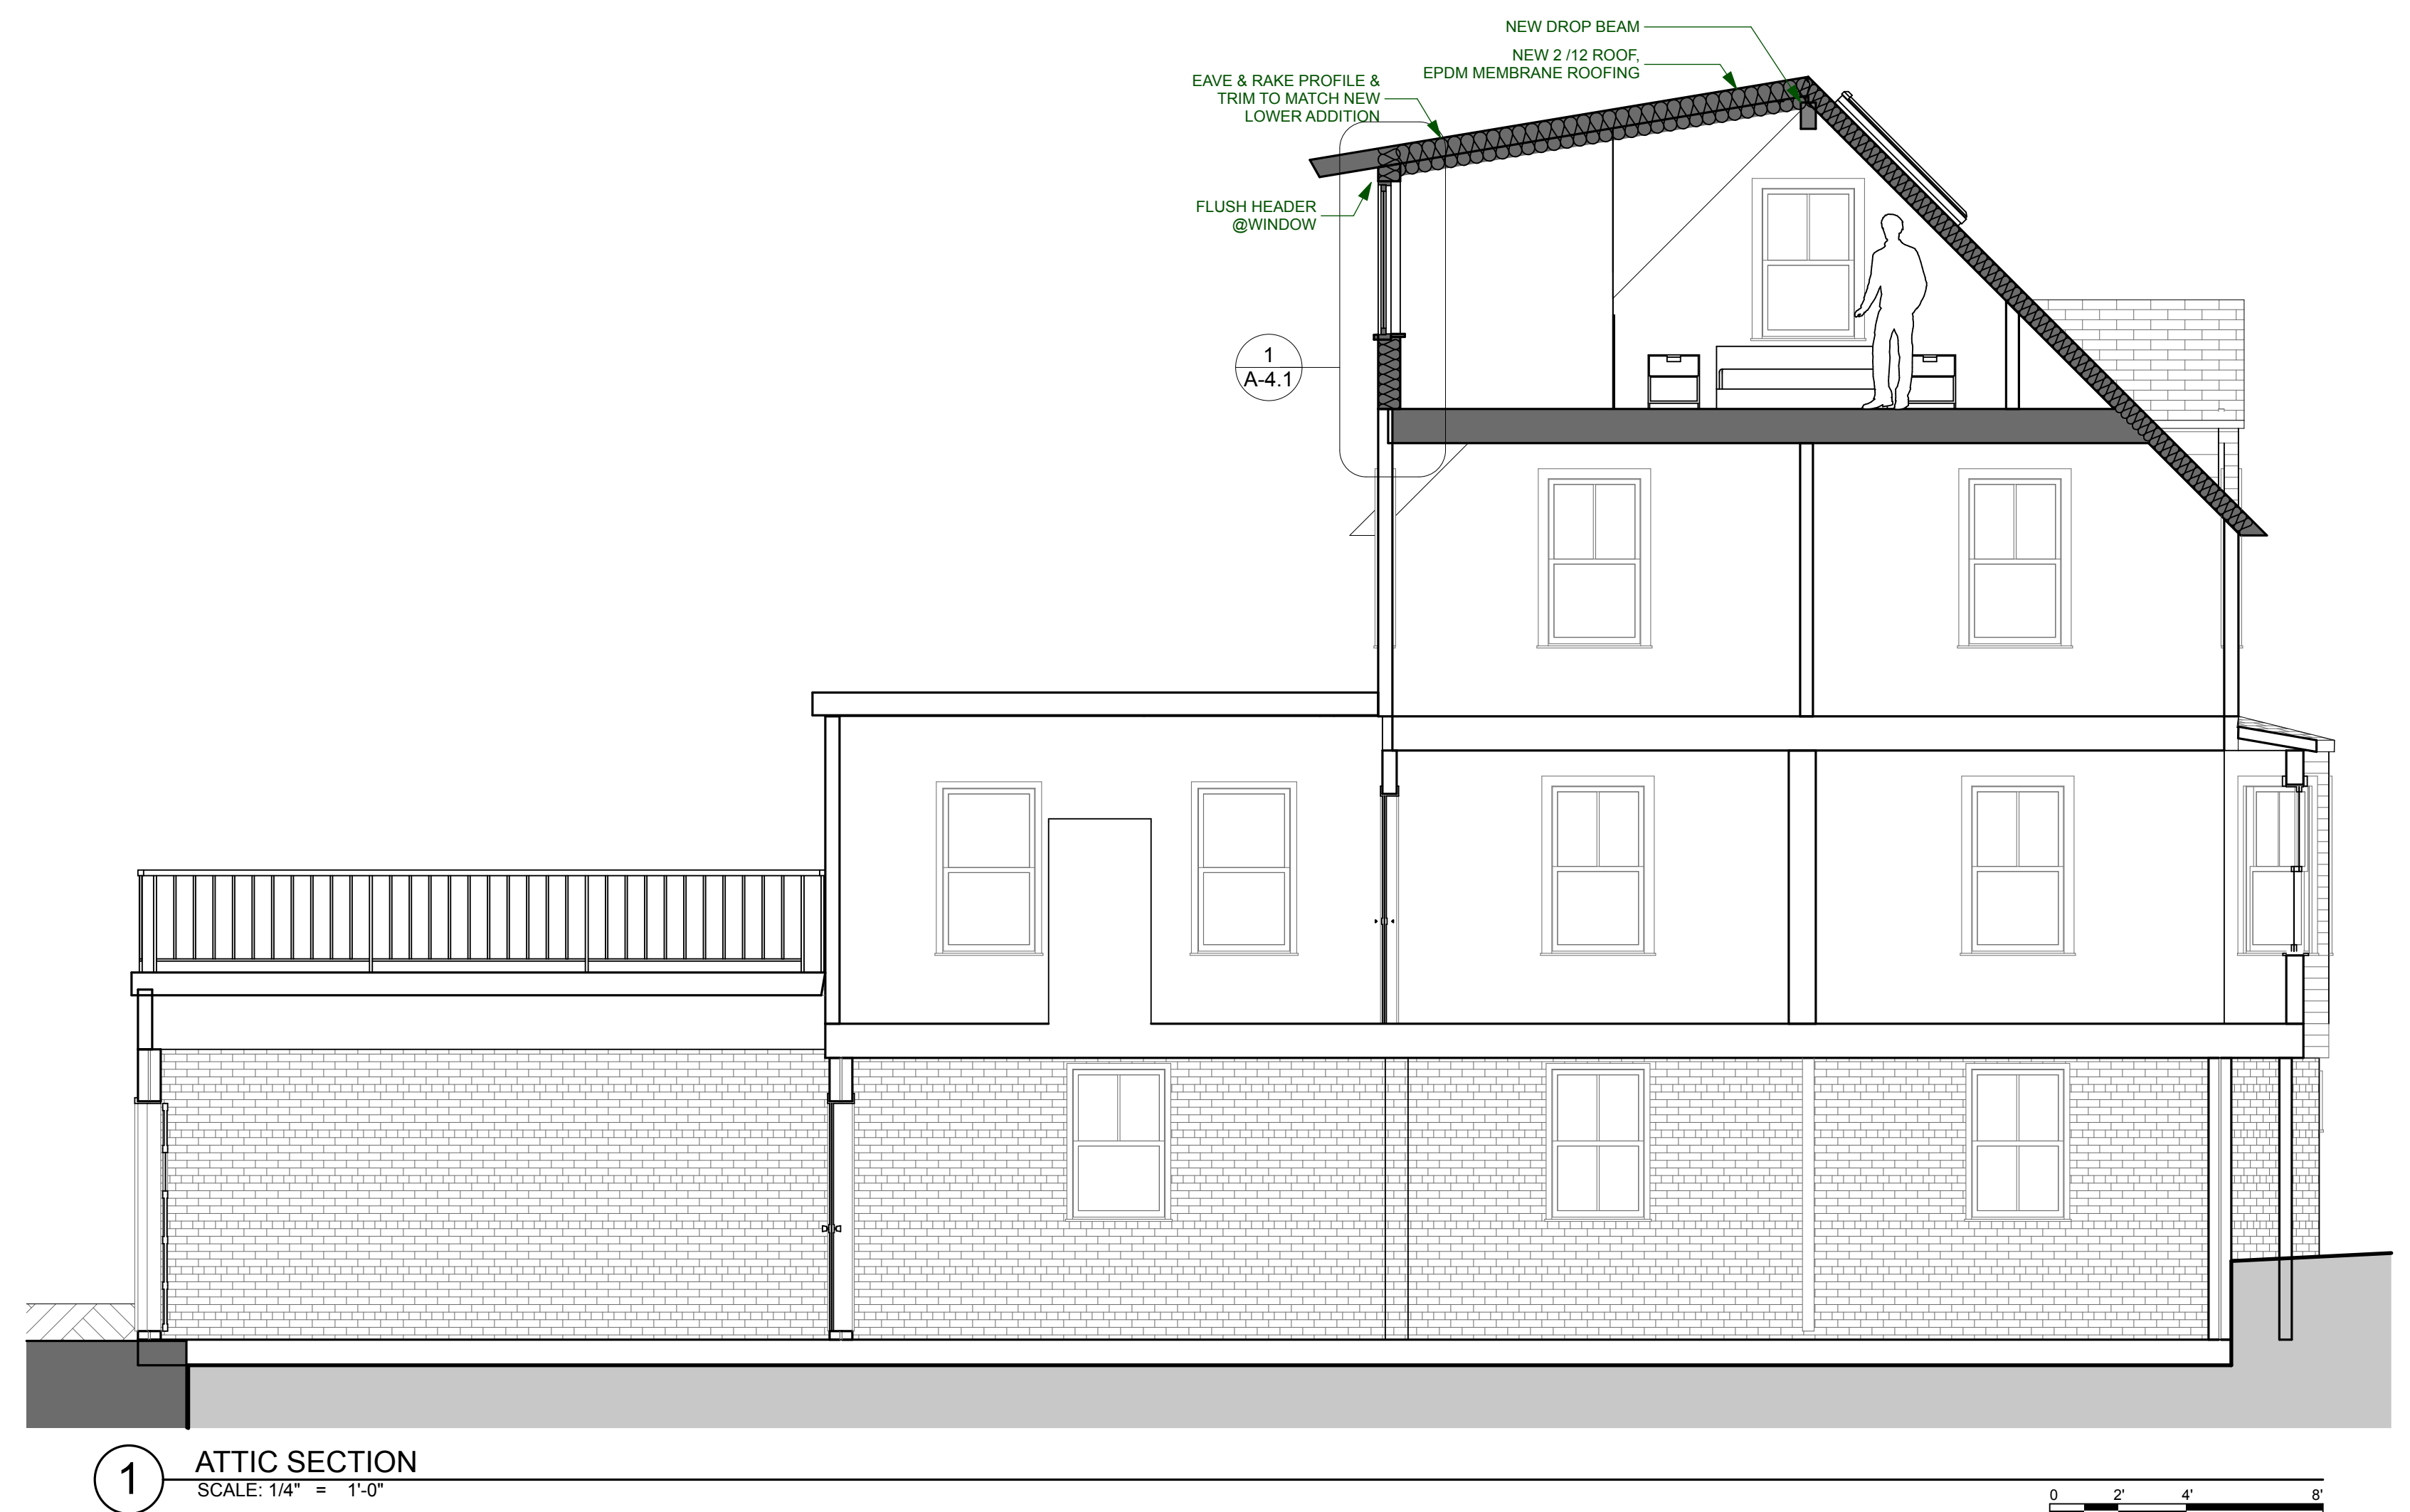 NEW DROP BEAM
NEW 2 /12 ROOF,
EPDM MEMBRANE ROOFING
EAVE & RAKE PROFILE &
TRIM TO MATCH NEW
LOWER ADDITION
FLUSH HEADER
@WINDOW
1
A-4.1
1
ATTIC SECTION
SCALE: 1/4" = 1'-0"
0 2' 4' 8'